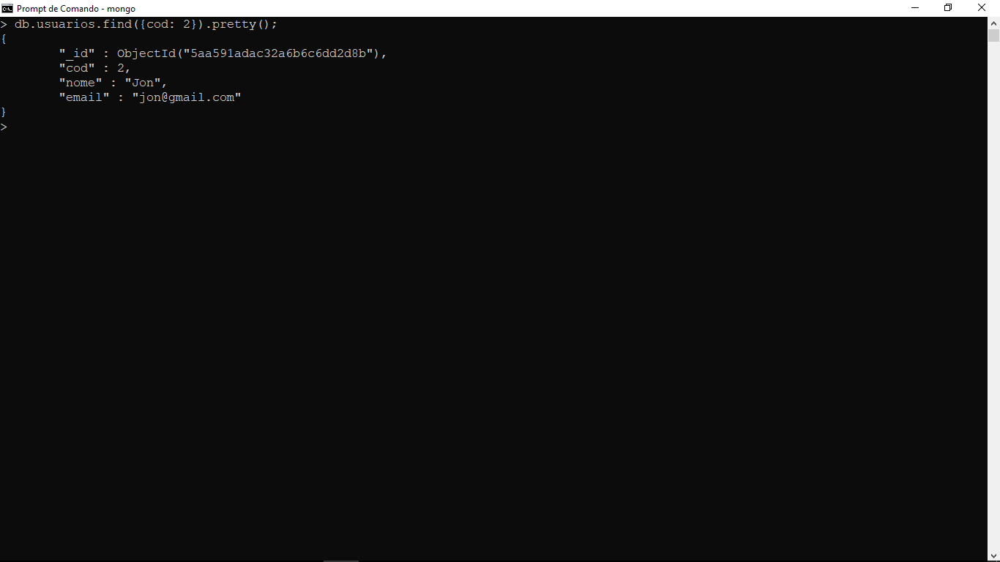 Prompt de Comando - mongo
> db.usuarios.find({cod: 2}).pretty();
{
        "_id" : ObjectId("5aa591adac32a6b6c6dd2d8b"),
        "cod" : 2,
        "nome" : "Jon",
        "email" : "jon@gmail.com"
}
>